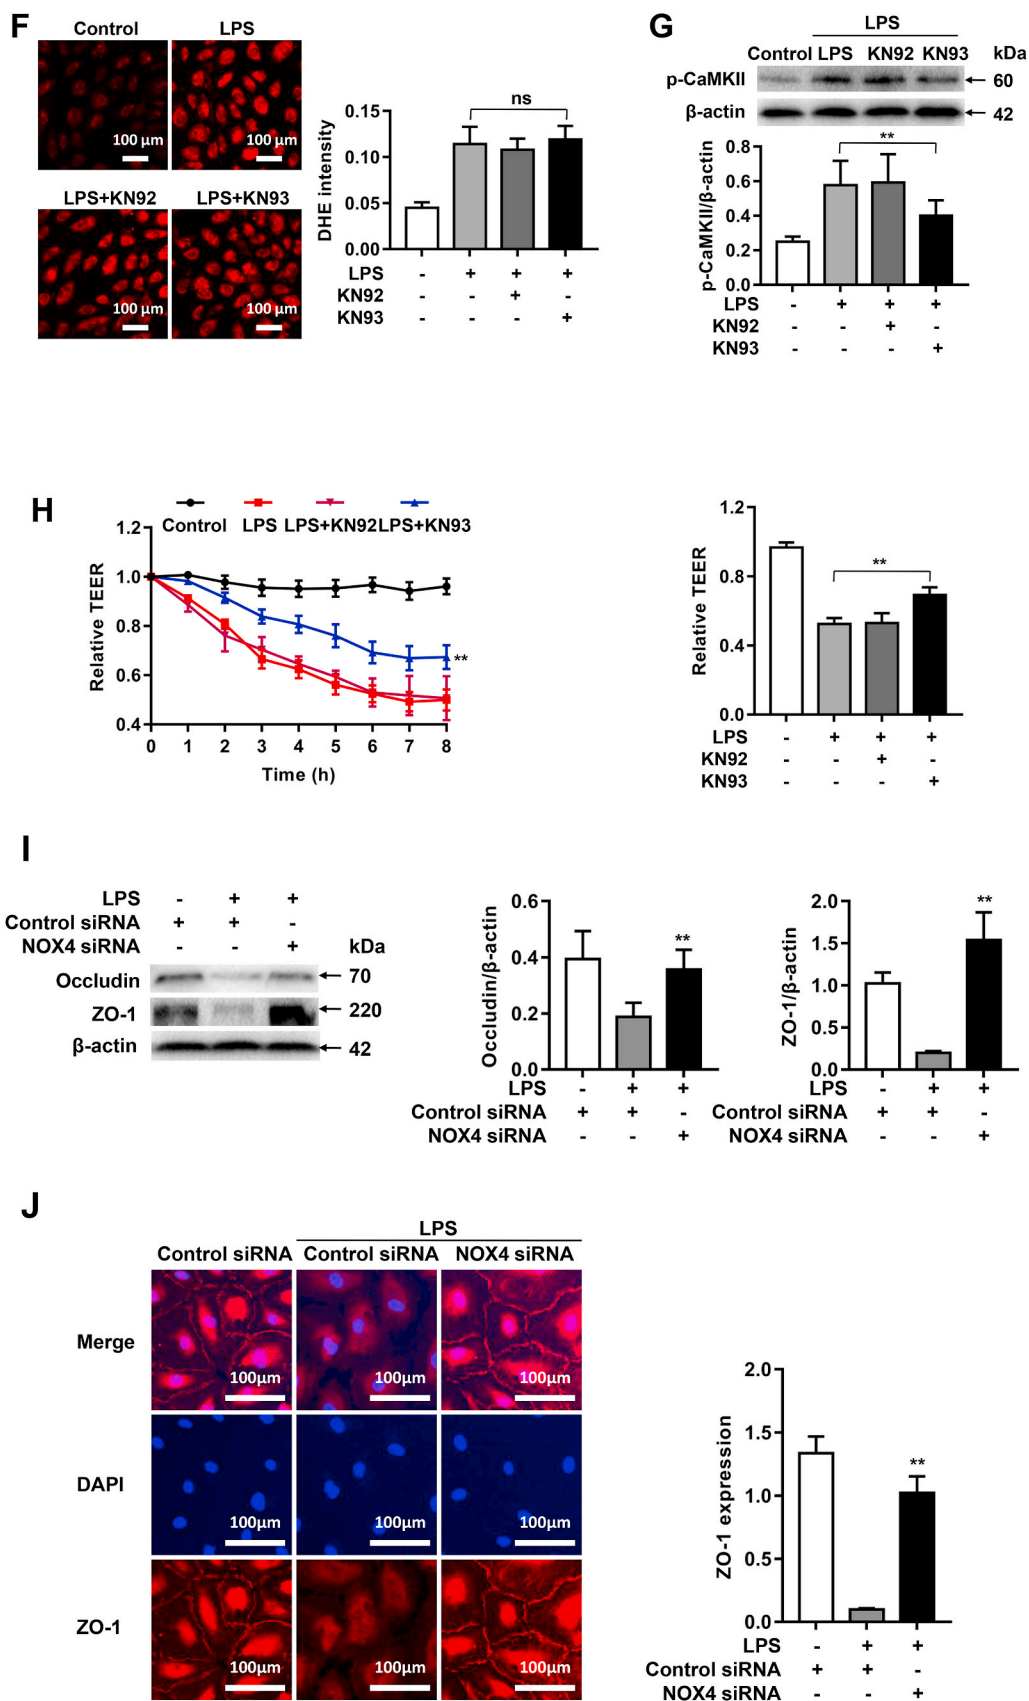 F
Control LPS
100 µm 100 µm
LPS+KN92 LPS+KN93
100 µm 100 µm
DHE intensity
0.15
0.10
0.05
0.00
ns
LPS - + + +
KN92 - - + -
KN93 - - - +
G
LPS
Control LPS KN92 KN93 kDa
p-CaMKII 60
β-actin 42
p-CaMKII/β-actin
0.8
0.6
0.4
0.2
0.0
**
LPS - + + +
KN92 - - + -
KN93 - - - +
H
Control LPS LPS+KN92 LPS+KN93
Relative TEER
1.2
1.0
0.8
0.6
0.4
**
0 1 2 3 4 5 6 7 8
Time (h)
Relative TEER
1.2
0.8
0.4
0.0
**
LPS - + + +
KN92 - - + -
KN93 - - - +
I
LPS - + +
Control siRNA + + -
NOX4 siRNA - - + kDa
Occludin 70
ZO-1 220
β-actin 42
Occludin/β-actin
0.6
0.4
0.2
0.0
**
LPS - + +
Control siRNA + + -
NOX4 siRNA - - +
ZO-1/β-actin
2.0
1.5
1.0
0.5
0.0
**
LPS - + +
Control siRNA + + -
NOX4 siRNA - - +
J
LPS
Control siRNA Control siRNA NOX4 siRNA
Merge
100µm 100µm 100µm
DAPI
100µm 100µm 100µm
ZO-1
100µm 100µm 100µm
ZO-1 expression
2.0
1.5
1.0
0.5
0.0
**
LPS - + +
Control siRNA + + -
NOX4 siRNA - - +